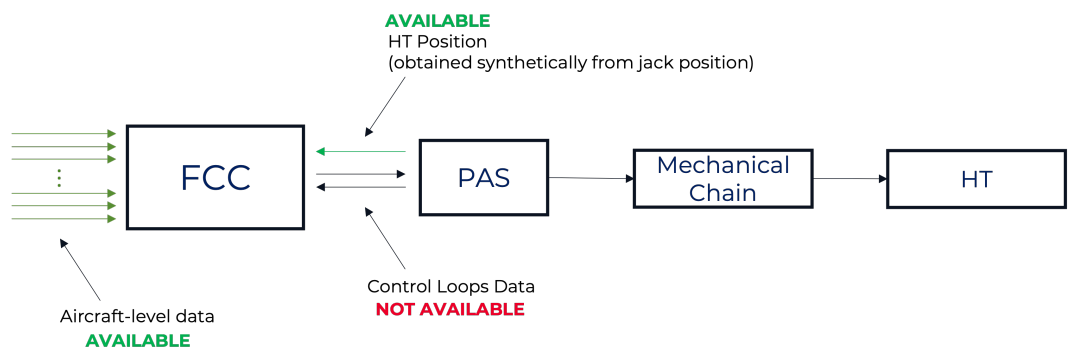 AVAILABLE
HT Position
(obtained synthetically from jack position)
FCC
PAS
Mechanical
Chain
HT
Control Loops Data
NOT AVAILABLE
Aircraft-level data
AVAILABLE